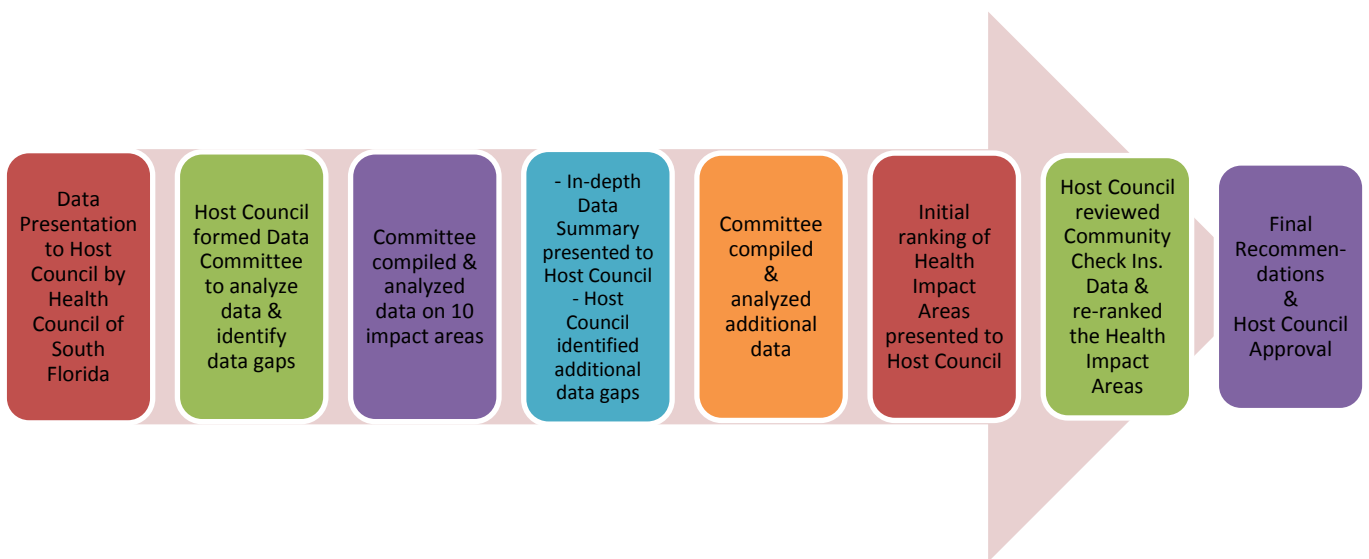 Data
Presentation
to Host
Council by
Health
Council of
South
Florida
Host Council
formed Data
Committee
to analyze
data &
identify
data gaps
Committee
compiled &
analyzed
data on 10
impact areas
- In-depth
Data
Summary
presented to
Host Council
- Host
Council
identified
additional
data gaps
Committee
compiled
&
analyzed
additional
data
Initial
ranking of
Health
Impact
Areas
presented to
Host Council
Host Council
reviewed
Community
Check Ins.
Data &
re-ranked
the Health
Impact
Areas
Final
Recommen-
dations
&
Host Council
Approval